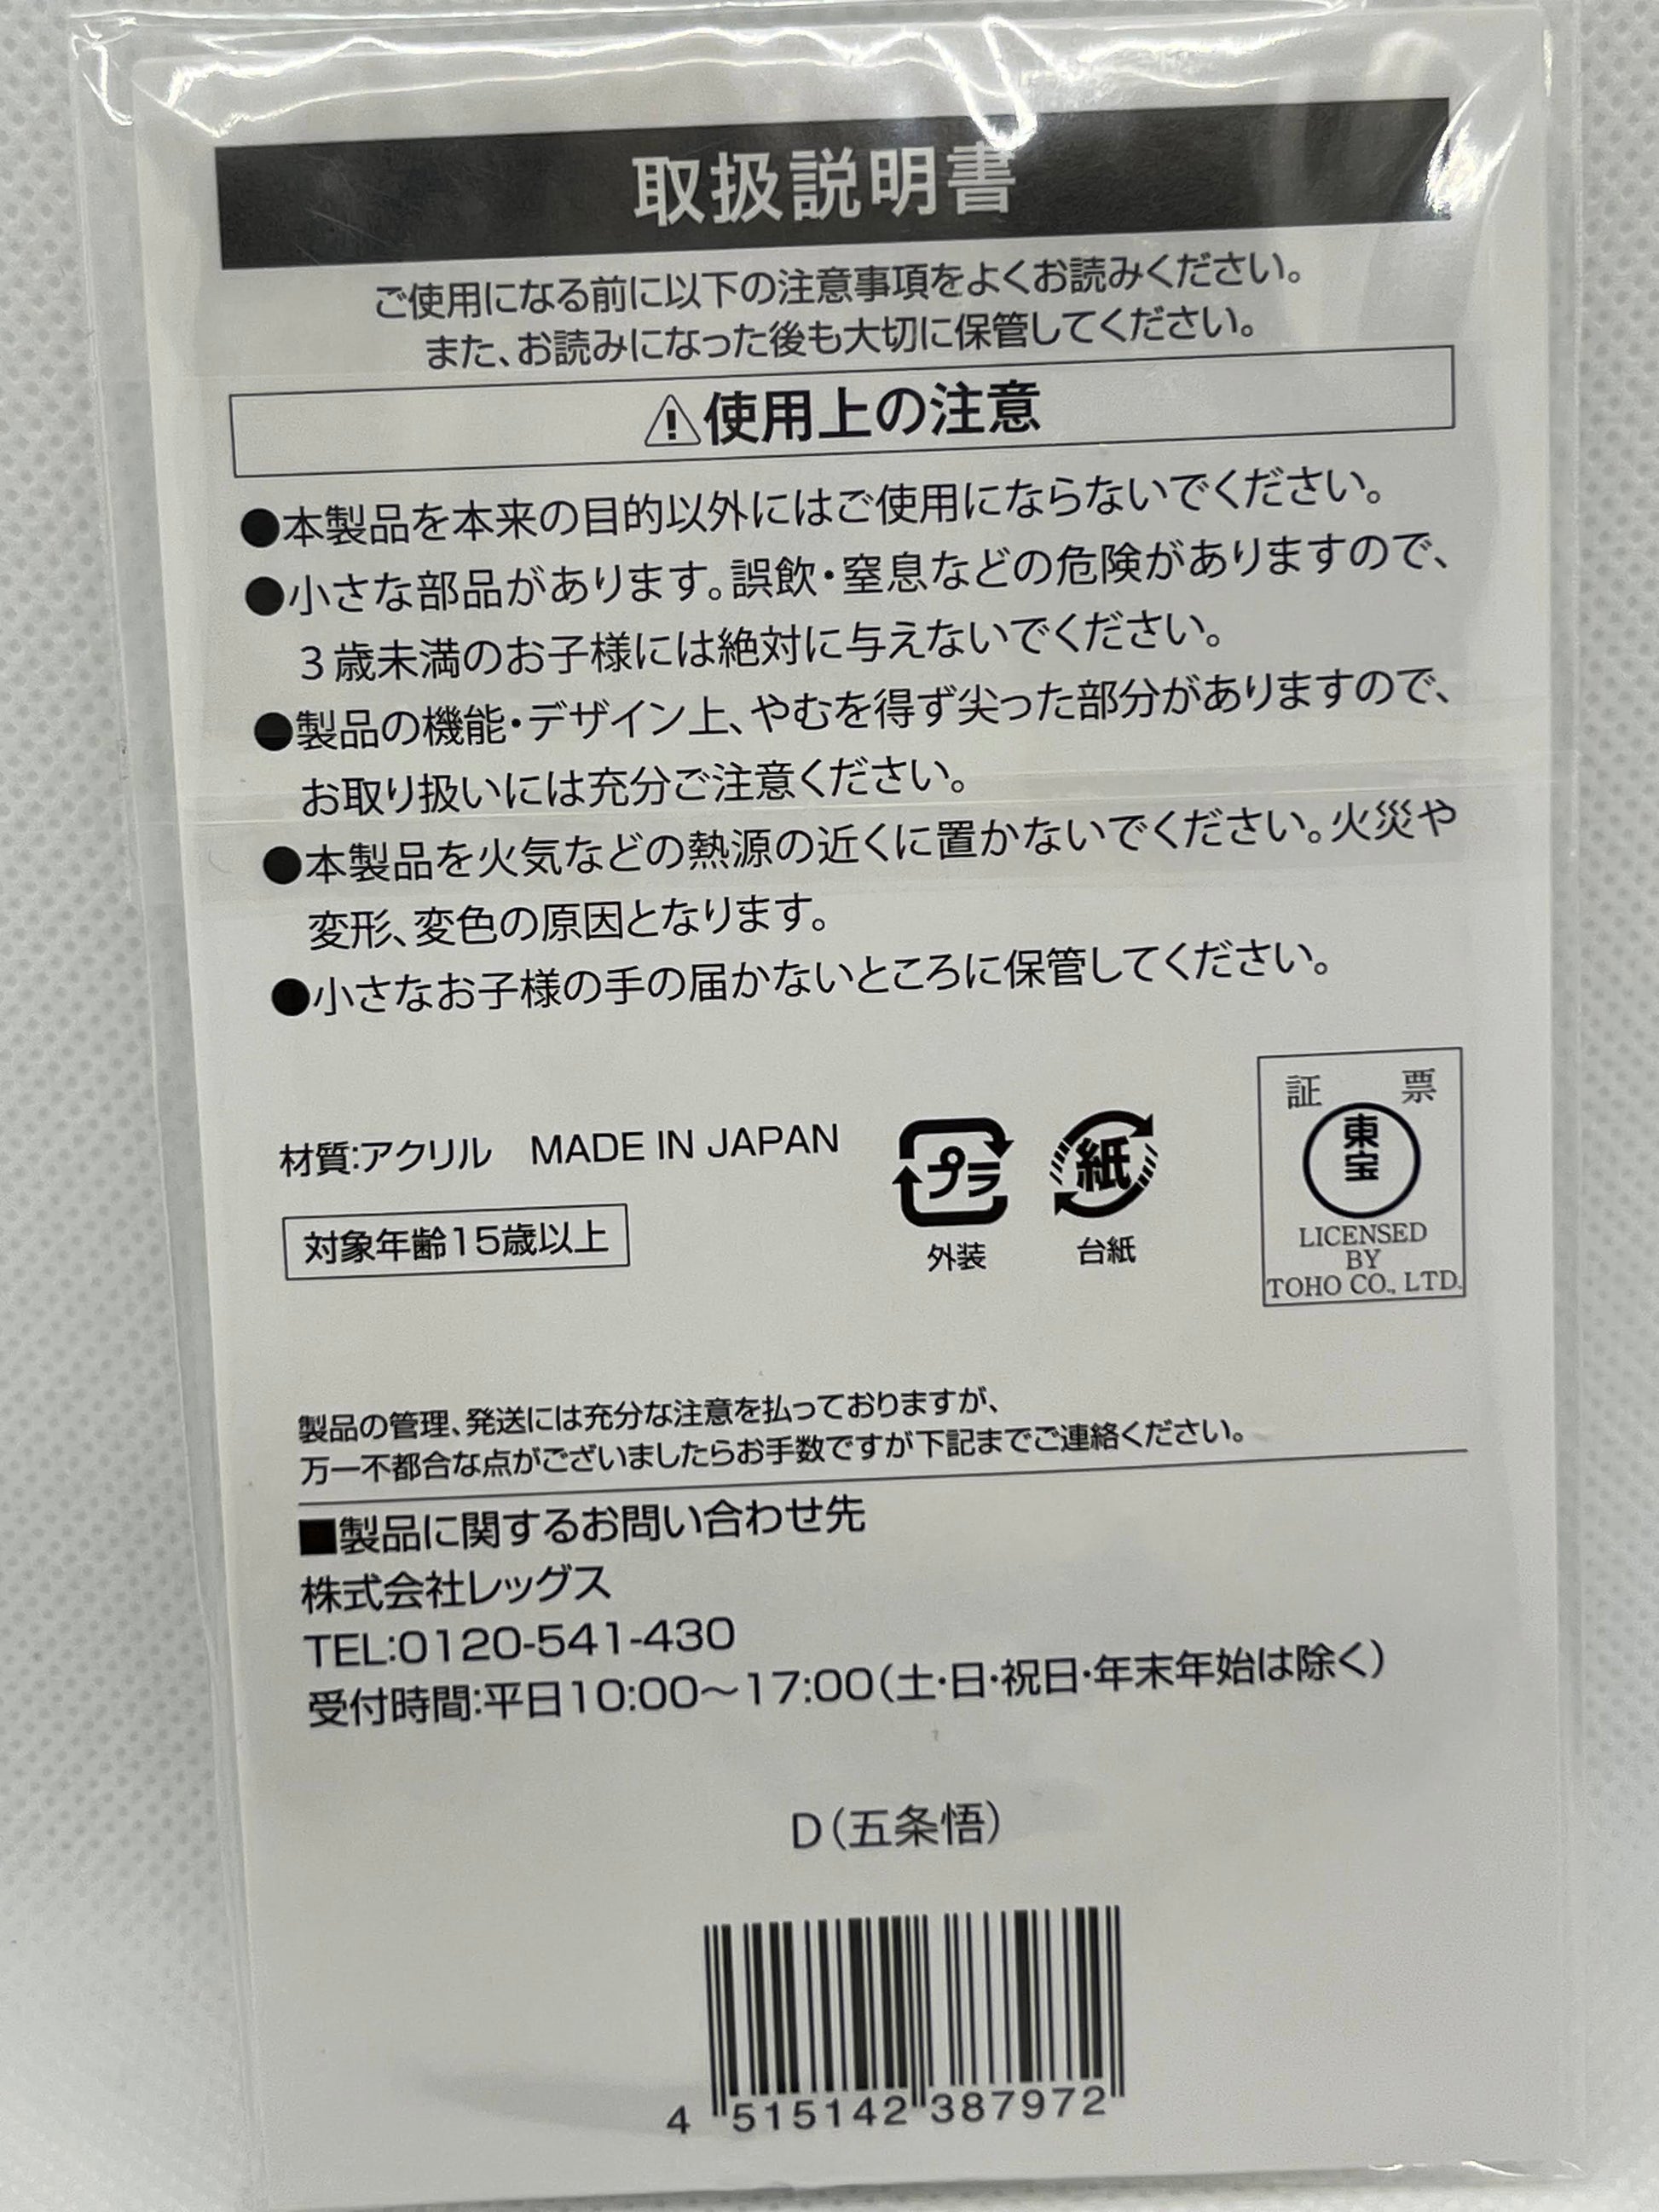 取扱説明書
ご使用になる前に以下の注意事項をよくお読みください。
また、お読みになった後も大切に保管してください。
⚠使用上の注意
●本製品を本来の目的以外にはご使用にならないでください。
●小さな部品があります。誤飲・窒息などの危険がありますので、
3歳未満のお子様には絶対に与えないでください。
●製品の機能・デザイン上、やむを得ず尖った部分がありますので、
お取り扱いには充分ご注意ください。
●本製品を火気などの熱源の近くに置かないでください。火災や
変形、変色の原因となります。
●小さなお子様の手の届かないところに保管してください。
材質:アクリル　MADE IN JAPAN
対象年齢15歳以上
プラ
外装
紙
台紙
証 票
東宝
LICENSED
BY
TOHO CO., LTD.
製品の管理、発送には充分な注意を払っておりますが、
万一不都合な点がございましたらお手数ですが下記までご連絡ください。
■製品に関するお問い合わせ先
株式会社レッグス
TEL:0120-541-430
受付時間:平日10:00〜17:00(土・日・祝日・年末年始は除く)
D(五条悟)
4 515142 387972